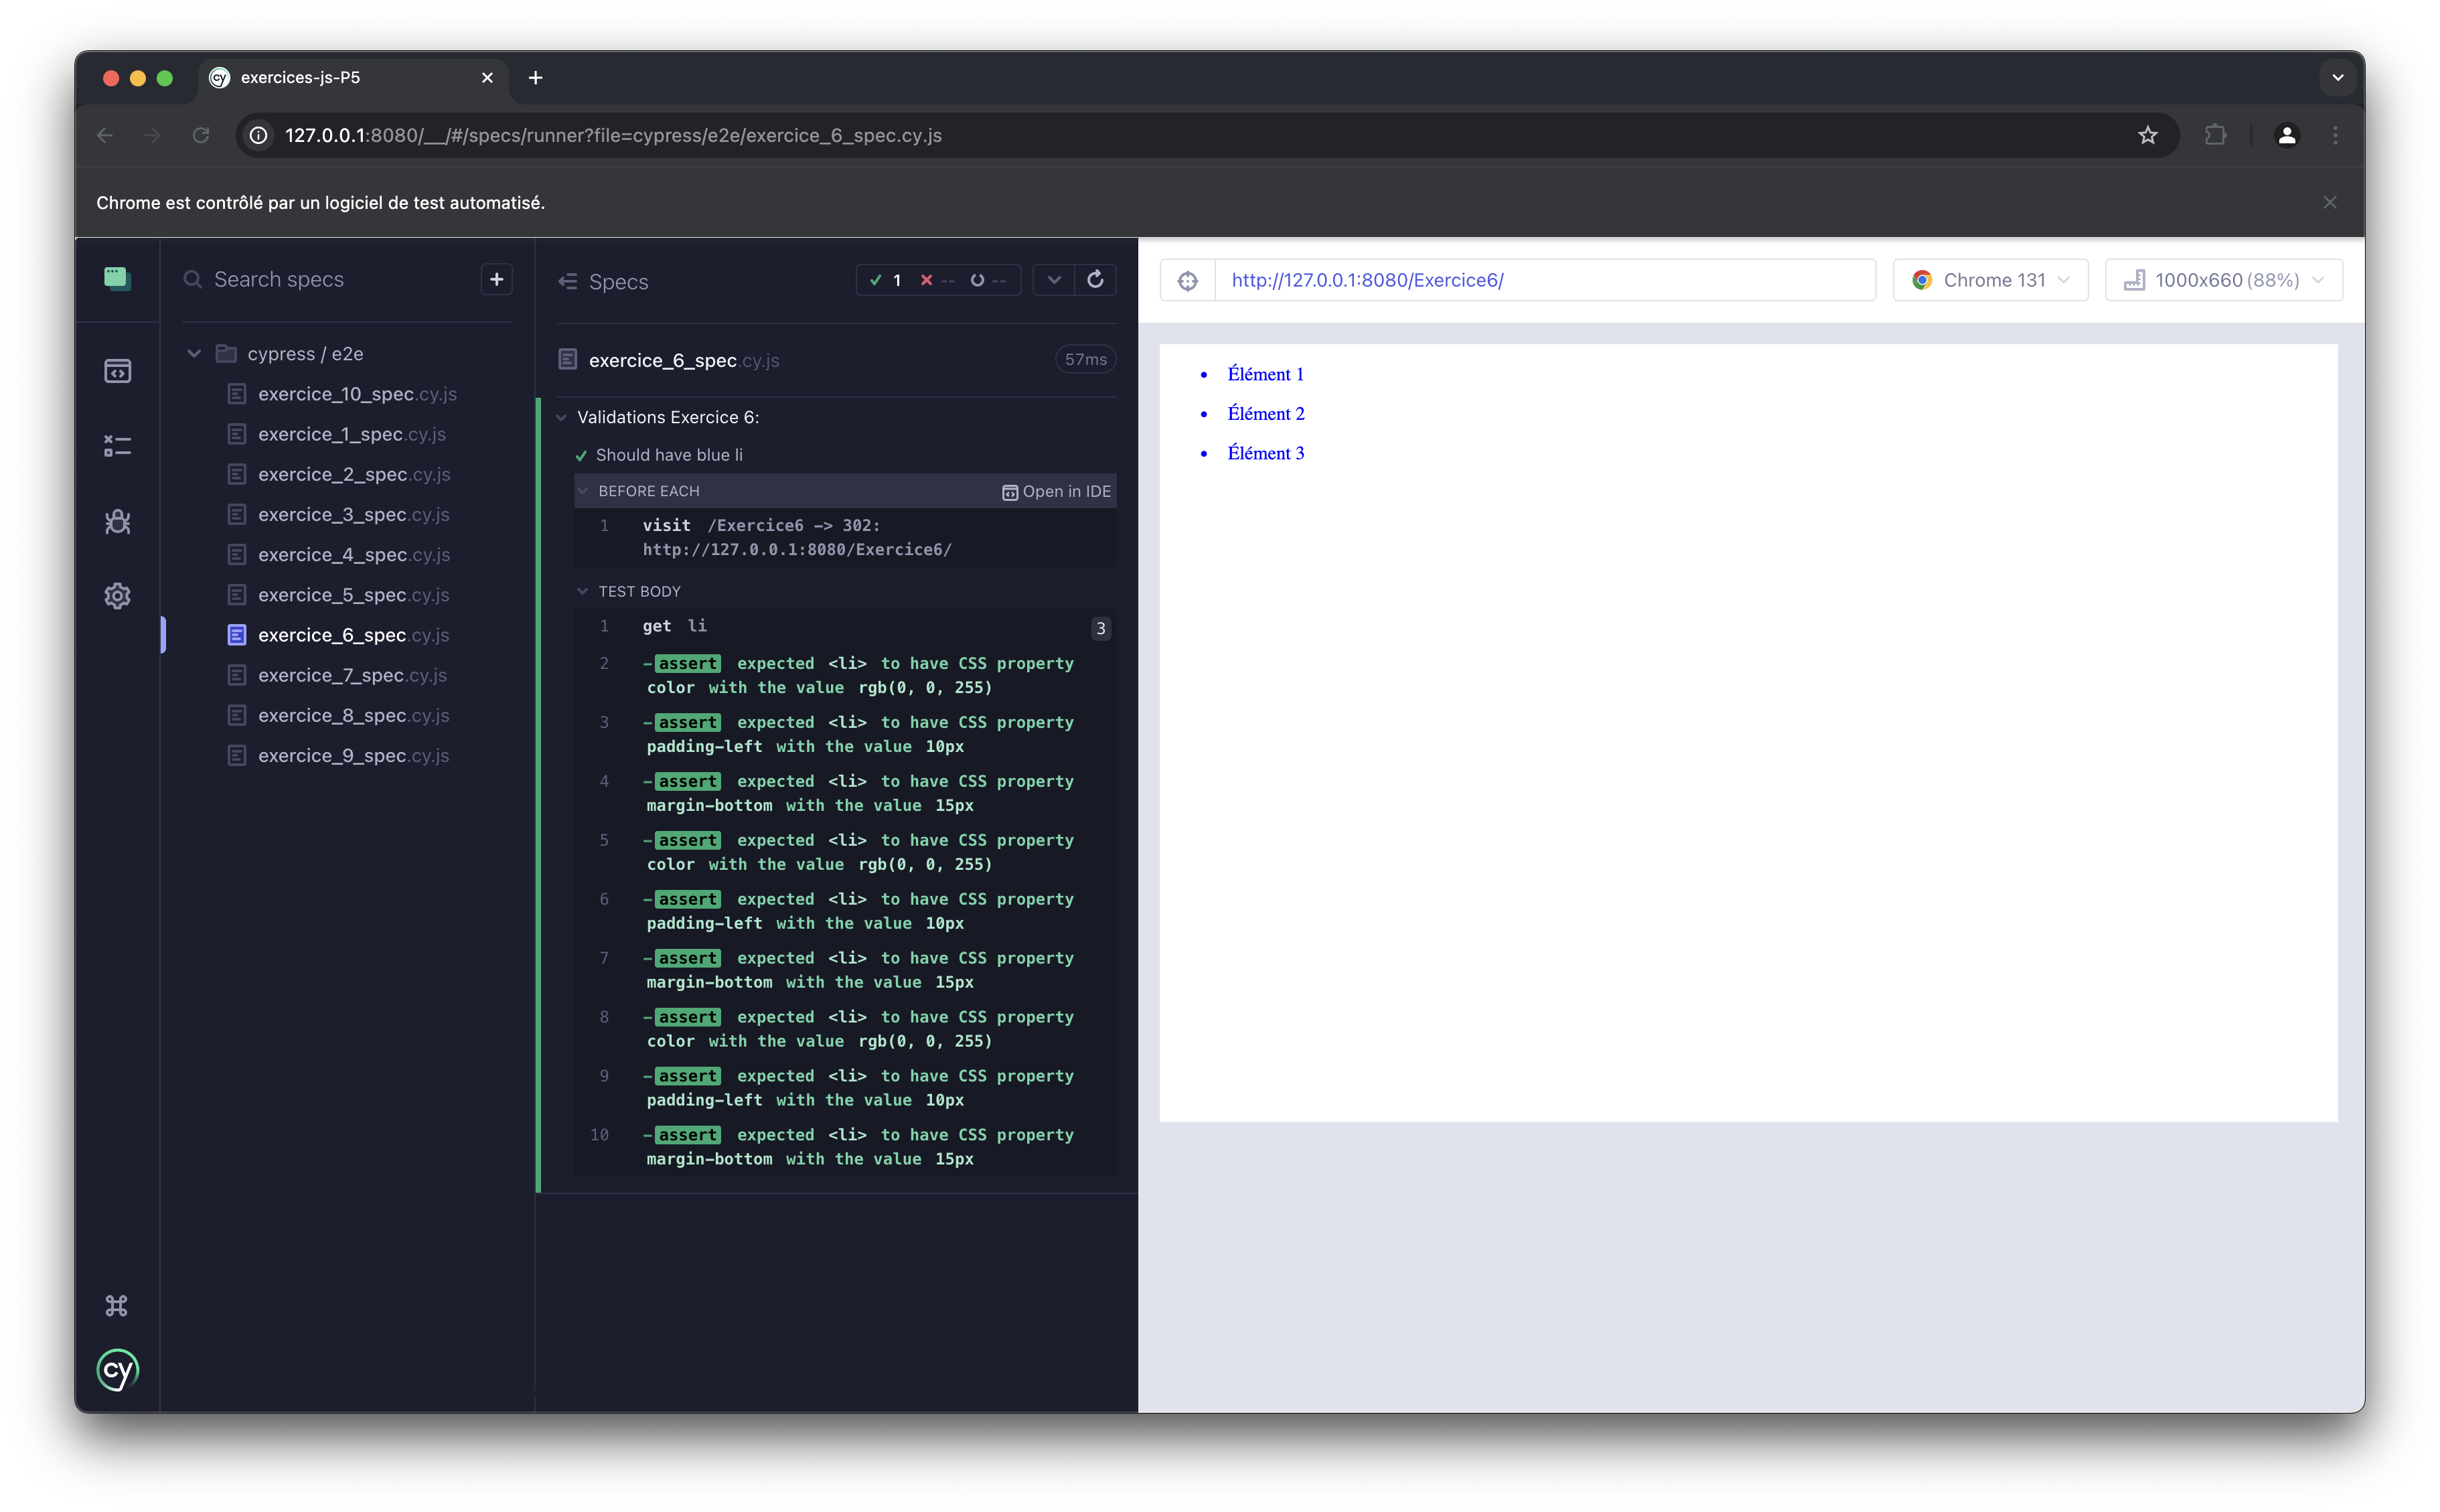 exercices-js-P5
127.0.0.1:8080/__/#/specs/runner?file=cypress/e2e/exercice_6_spec.cy.js
Chrome est contrôlé par un logiciel de test automatisé.
Search specs
cypress / e2e
exercice_10_spec.cy.js
exercice_1_spec.cy.js
exercice_2_spec.cy.js
exercice_3_spec.cy.js
exercice_4_spec.cy.js
exercice_5_spec.cy.js
exercice_6_spec.cy.js
exercice_7_spec.cy.js
exercice_8_spec.cy.js
exercice_9_spec.cy.js
cy
Specs
1 -- --
exercice_6_spec.cy.js 57ms
Validations Exercice 6:
Should have blue li
BEFORE EACH Open in IDE
1 visit /Exercice6 -> 302:
http://127.0.0.1:8080/Exercice6/
TEST BODY
1 get li 3
2 -assert expected <li> to have CSS property
color with the value rgb(0, 0, 255)
3 -assert expected <li> to have CSS property
padding-left with the value 10px
4 -assert expected <li> to have CSS property
margin-bottom with the value 15px
5 -assert expected <li> to have CSS property
color with the value rgb(0, 0, 255)
6 -assert expected <li> to have CSS property
padding-left with the value 10px
7 -assert expected <li> to have CSS property
margin-bottom with the value 15px
8 -assert expected <li> to have CSS property
color with the value rgb(0, 0, 255)
9 -assert expected <li> to have CSS property
padding-left with the value 10px
10 -assert expected <li> to have CSS property
margin-bottom with the value 15px
http://127.0.0.1:8080/Exercice6/
Chrome 131
1000x660 (88%)
• Élément 1
• Élément 2
• Élément 3